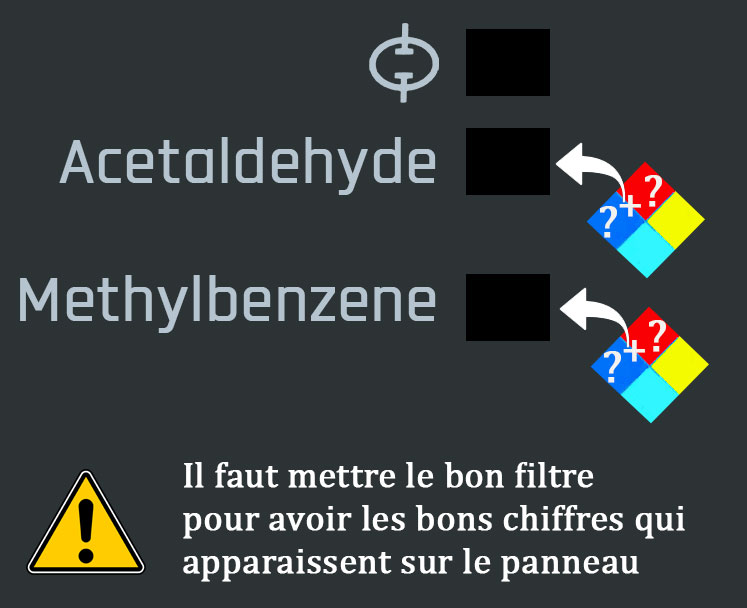 Acetaldehyde
? + ?
Methylbenzene
? + ?
Il faut mettre le bon filtre
pour avoir les bons chiffres qui
apparaissent sur le panneau